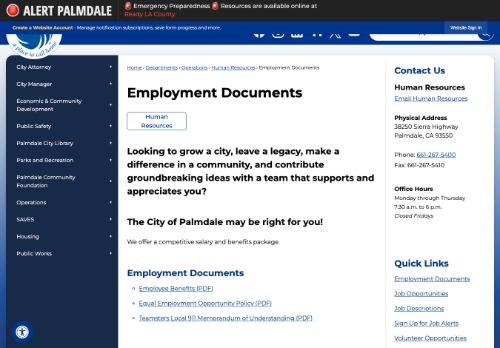 ALERT PALMDALE
🚨 Emergency Preparedness 🚨 Resources are available online at
Ready LA County.
Create a Website Account - Manage notification subscriptions, save form progress and more.
Website Sign In
a place to call home
City Attorney
City Manager
Economic & Community
Development
Public Safety
Palmdale City Library
Parks and Recreation
Palmdale Community
Foundation
Operations
SAVES
Housing
Public Works
Home › Departments › Operations › Human Resources › Employment Documents
Employment Documents
Human
Resources
Looking to grow a city, leave a legacy, make a
difference in a community, and contribute
groundbreaking ideas with a team that supports and
appreciates you?
The City of Palmdale may be right for you!
We offer a competitive salary and benefits package.
Employment Documents
Employee Benefits (PDF)
Equal Employment Opportunity Policy (PDF)
Teamsters Local 911 Memorandum of Understanding (PDF)
Contact Us
Human Resources
Email Human Resources
Physical Address
38250 Sierra Highway
Palmdale, CA 93550
Phone: 661-267-5400
Fax: 661-267-5410
Office Hours
Monday through Thursday
7:30 a.m. to 6 p.m.
Closed Fridays
Quick Links
Employment Documents
Job Opportunities
Job Descriptions
Sign Up for Job Alerts
Volunteer Opportunities